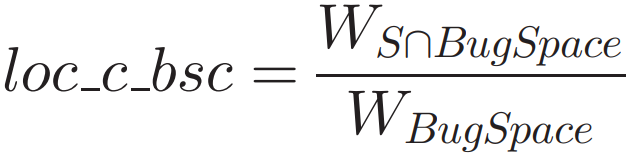 loc_c_bsc = W_{S∩BugSpace} / W_{BugSpace}